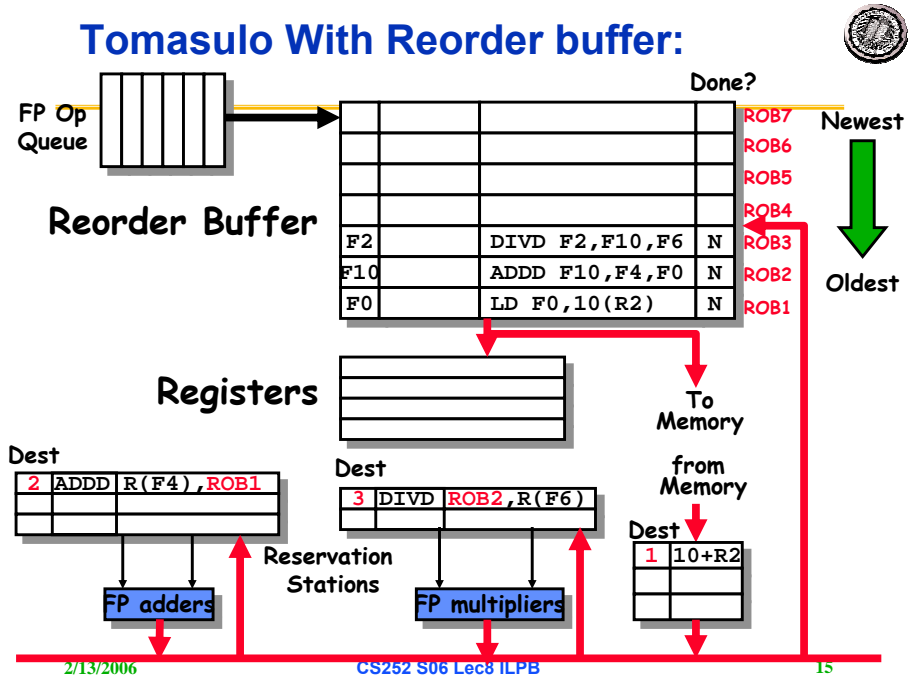 Tomasulo With Reorder buffer:
Done?
FP Op
Queue
ROB7
ROB6
ROB5
ROB4
Newest
Reorder Buffer
F2 DIVD F2,F10,F6 N ROB3
F10 ADDD F10,F4,F0 N ROB2
F0 LD F0,10(R2) N ROB1
Oldest
Registers
To
Memory
from
Memory
Dest
2 ADDD R(F4),ROB1
Dest
3 DIVD ROB2,R(F6)
Dest
1 10+R2
Reservation
Stations
FP adders
FP multipliers
2/13/2006 CS252 S06 Lec8 ILPB 15